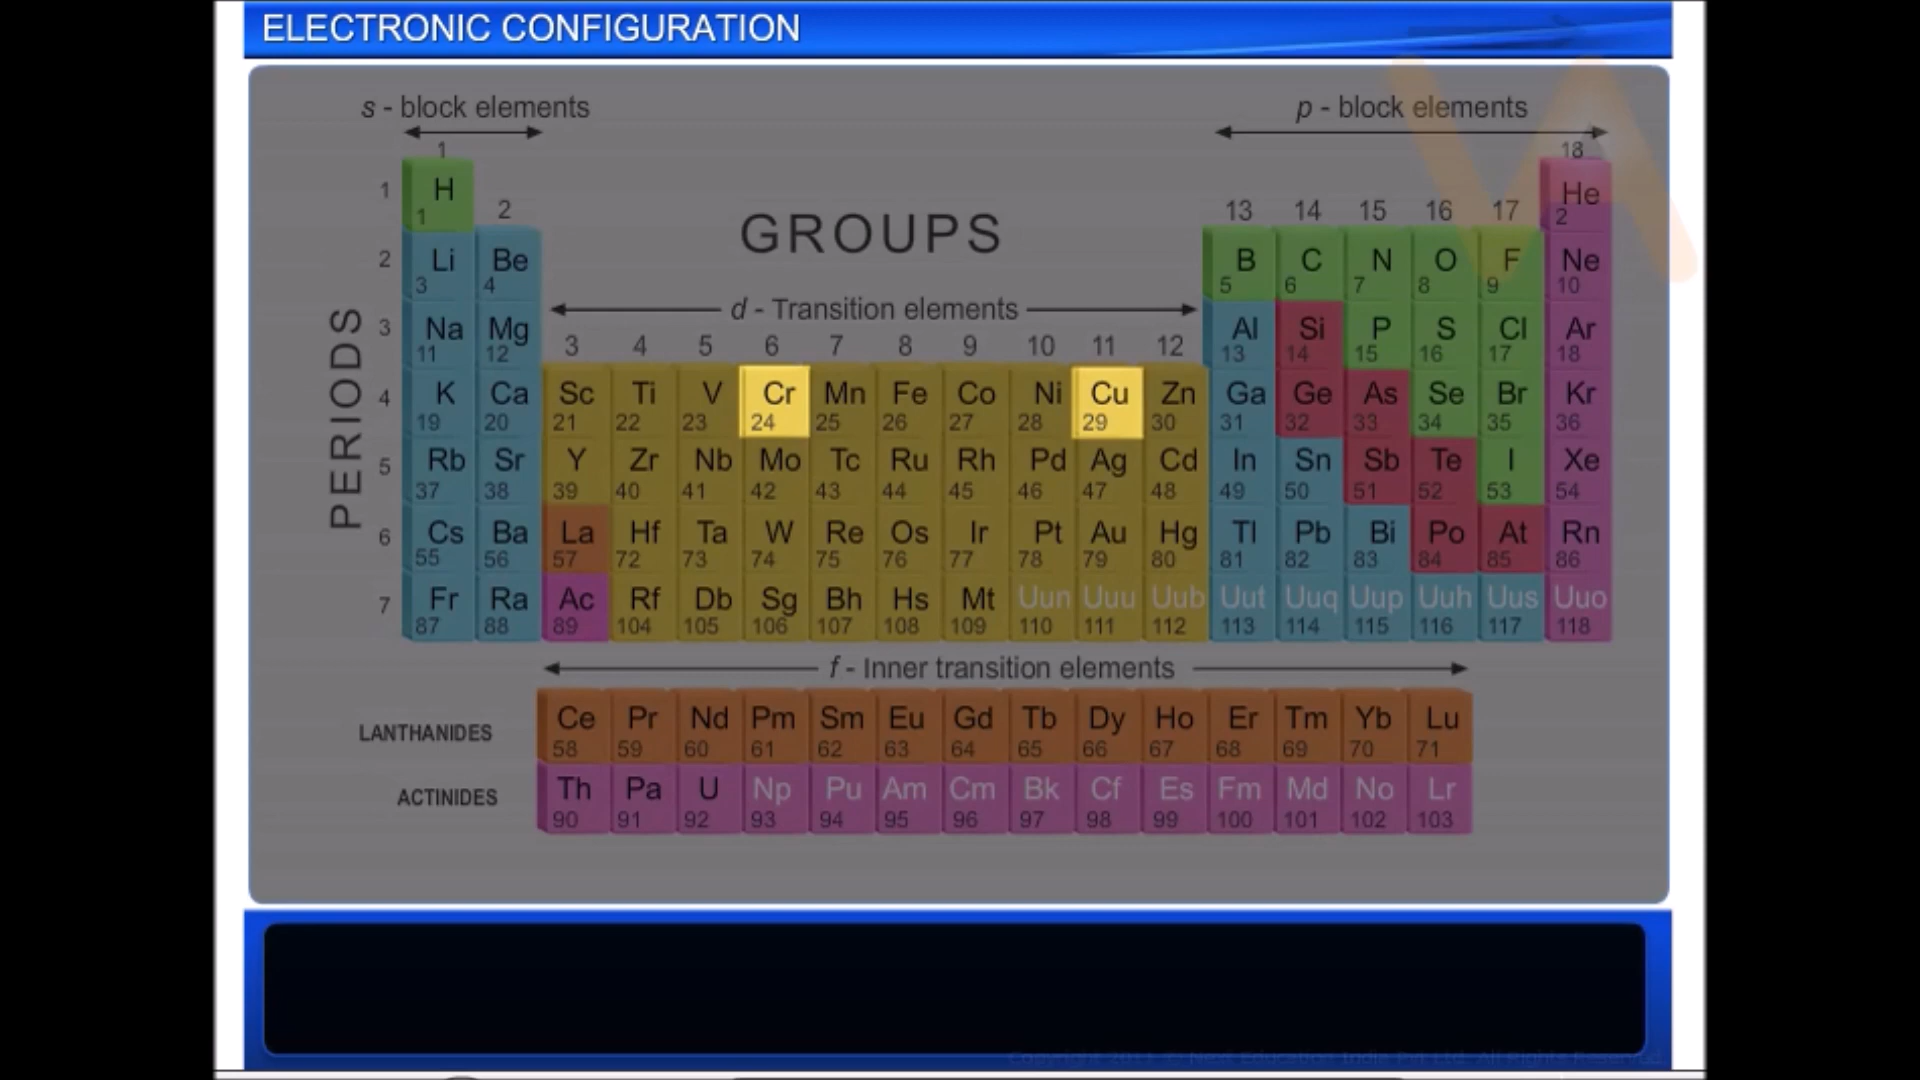 ELECTRONIC CONFIGURATION
s - block elements
p - block elements
1
18
H
1
He
2
1
2
13 14 15 16 17
GROUPS
PERIODS
2
Li 3 Be 4 B 5 C 6 N 7 O 8 F 9 Ne 10
d - Transition elements
3
Na 11 Mg 12 Al 13 Si 14 P 15 S 16 Cl 17 Ar 18
3 4 5 6 7 8 9 10 11 12
4
K 19 Ca 20 Sc 21 Ti 22 V 23 Cr 24 Mn 25 Fe 26 Co 27 Ni 28 Cu 29 Zn 30 Ga 31 Ge 32 As 33 Se 34 Br 35 Kr 36
5
Rb 37 Sr 38 Y 39 Zr 40 Nb 41 Mo 42 Tc 43 Ru 44 Rh 45 Pd 46 Ag 47 Cd 48 In 49 Sn 50 Sb 51 Te 52 I 53 Xe 54
6
Cs 55 Ba 56 La 57 Hf 72 Ta 73 W 74 Re 75 Os 76 Ir 77 Pt 78 Au 79 Hg 80 Tl 81 Pb 82 Bi 83 Po 84 At 85 Rn 86
7
Fr 87 Ra 88 Ac 89 Rf 104 Db 105 Sg 106 Bh 107 Hs 108 Mt 109 Uun 110 Uuu 111 Uub 112 Uut 113 Uuq 114 Uup 115 Uuh 116 Uus 117 Uuo 118
f - Inner transition elements
LANTHANIDES
Ce 58 Pr 59 Nd 60 Pm 61 Sm 62 Eu 63 Gd 64 Tb 65 Dy 66 Ho 67 Er 68 Tm 69 Yb 70 Lu 71
ACTINIDES
Th 90 Pa 91 U 92 Np 93 Pu 94 Am 95 Cm 96 Bk 97 Cf 98 Es 99 Fm 100 Md 101 No 102 Lr 103